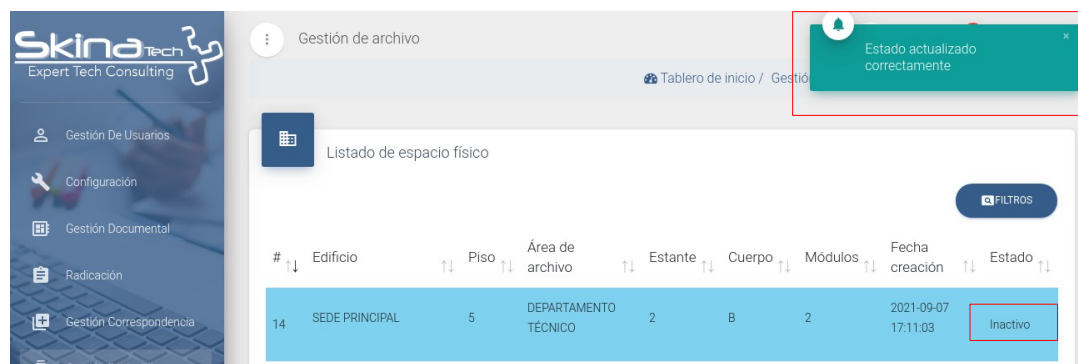 Skina Tech
Expert Tech Consulting
Gestión De Usuarios
Configuración
Gestión Documental
Radicación
Gestión Correspondencia
Gestión de archivo
Estado actualizado
correctamente
×
Tablero de inicio / Gestió
Listado de espacio físico
FILTROS
# Edificio Piso Área de archivo Estante Cuerpo Módulos Fecha creación Estado
14 SEDE PRINCIPAL 5 DEPARTAMENTO TÉCNICO 2 B 2 2021-09-07 17:11:03 Inactivo